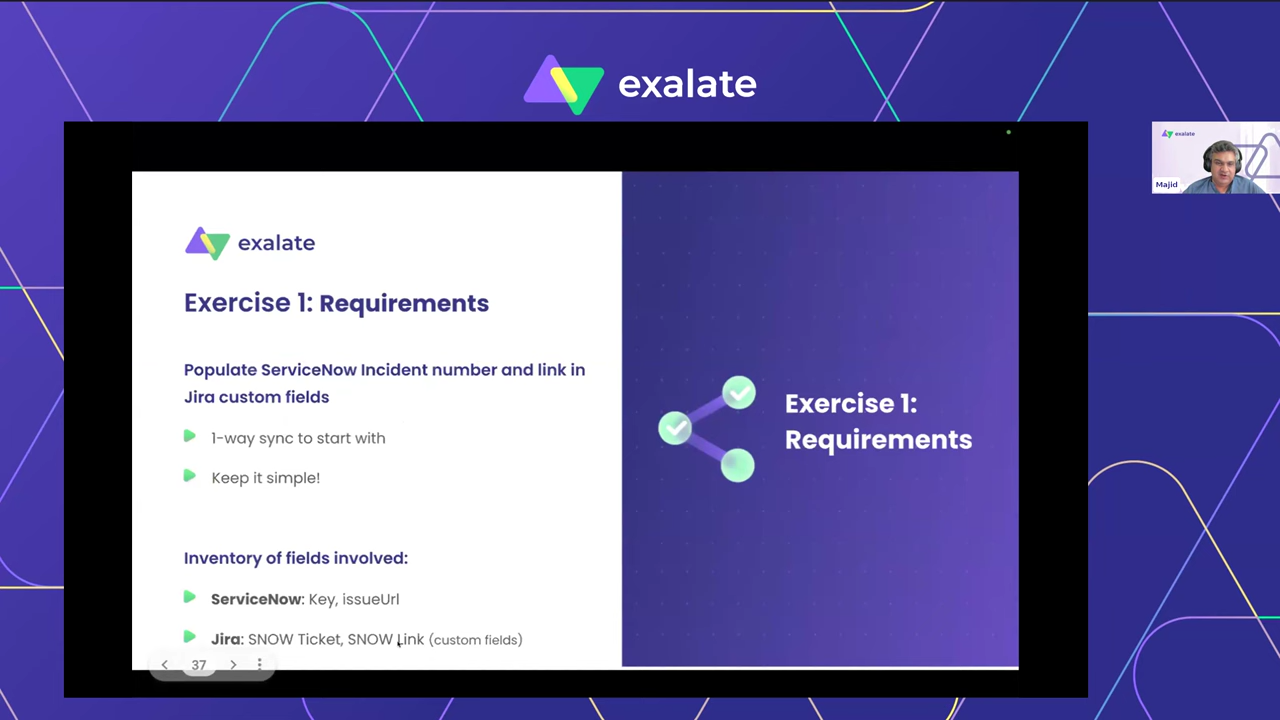 exalate
exalate
Majid
exalate
Exercise 1: Requirements
Populate ServiceNow Incident number and link in
Jira custom fields
1-way sync to start with
Keep it simple!
Inventory of fields involved:
ServiceNow: Key, issueUrl
Jira: SNOW Ticket, SNOW Link (custom fields)
37
Exercise 1:
Requirements